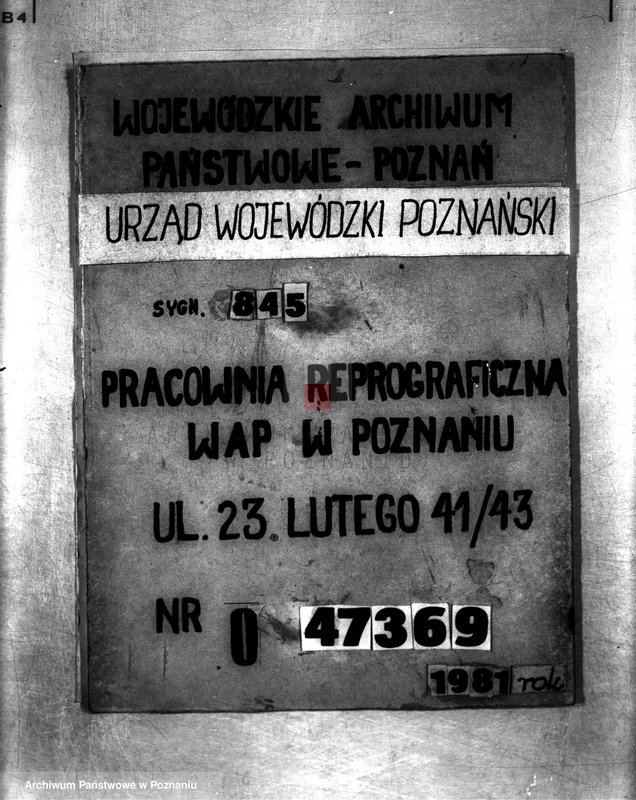 B 4
WOJEWÓDZKIE ARCHIWUM
PAŃSTWOWE - POZNAŃ
URZĄD WOJEWÓDZKI POZNAŃSKI
SYGN. 845
PRACOWNIA REPROGRAFICZNA
WAP W POZNANIU
UL. 23. LUTEGO 41/43
NR 0 47369
1981 rok
Archiwum Państwowe w Poznaniu